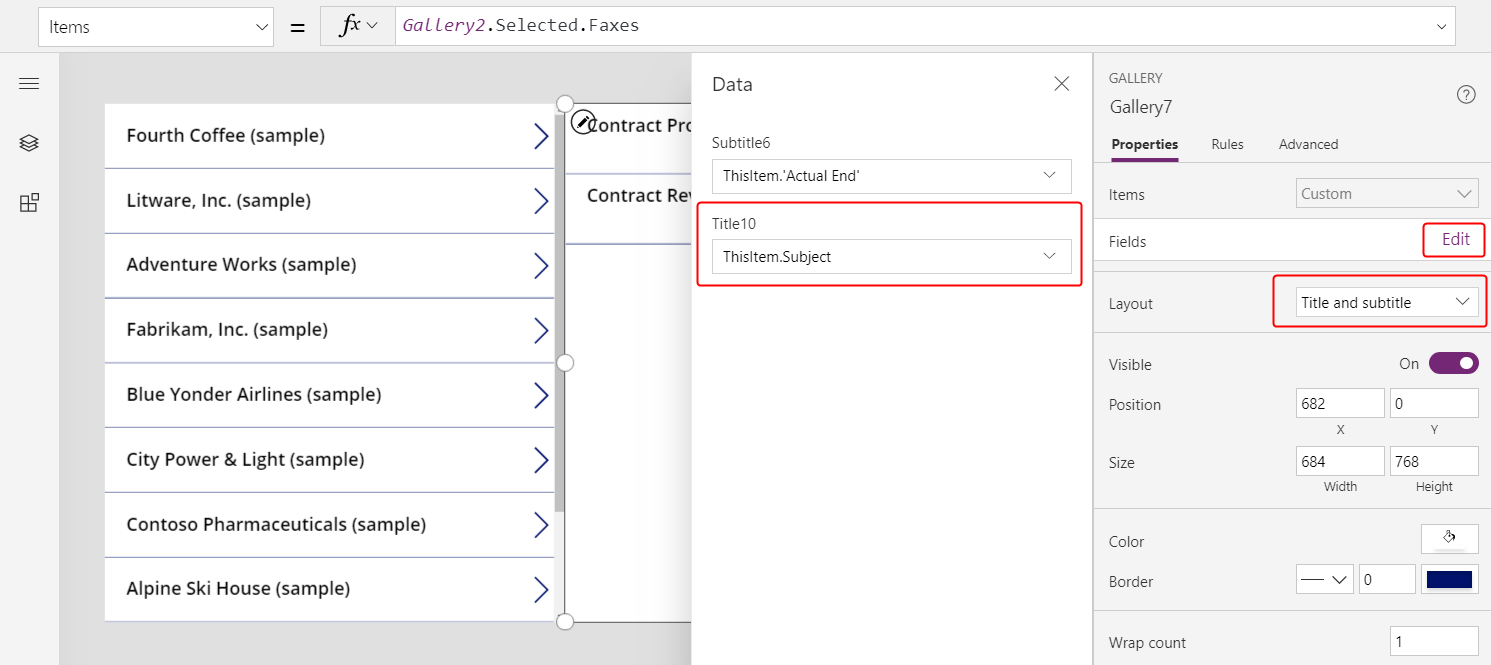 Items
=
fx
Gallery2.Selected.Faxes
Fourth Coffee (sample)
Litware, Inc. (sample)
Adventure Works (sample)
Fabrikam, Inc. (sample)
Blue Yonder Airlines (sample)
City Power & Light (sample)
Contoso Pharmaceuticals (sample)
Alpine Ski House (sample)
Contract Pro
Contract Rev
Data
Subtitle6
ThisItem.'Actual End'
Title10
ThisItem.Subject
GALLERY
Gallery7
?
Properties Rules Advanced
Items Custom
Fields Edit
Layout Title and subtitle
Visible On
Position 682 0
X Y
Size 684 768
Width Height
Color
Border 0
Wrap count 1